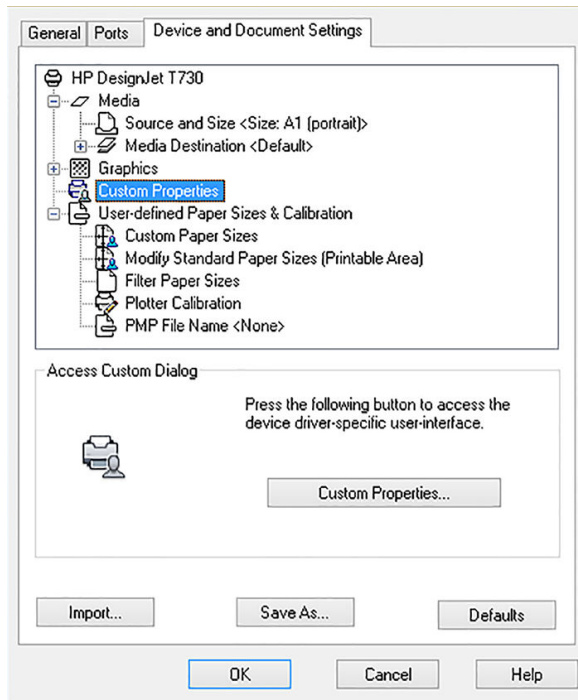 General Ports Device and Document Settings
HP DesignJet T730
Media
Source and Size <Size: A1 (portrait)>
Media Destination <Default>
Graphics
Custom Properties
User-defined Paper Sizes & Calibration
Custom Paper Sizes
Modify Standard Paper Sizes (Printable Area)
Filter Paper Sizes
Plotter Calibration
PMP File Name <None>
Access Custom Dialog
Press the following button to access the
device driver-specific user-interface.
Custom Properties...
Import... Save As... Defaults
OK Cancel Help